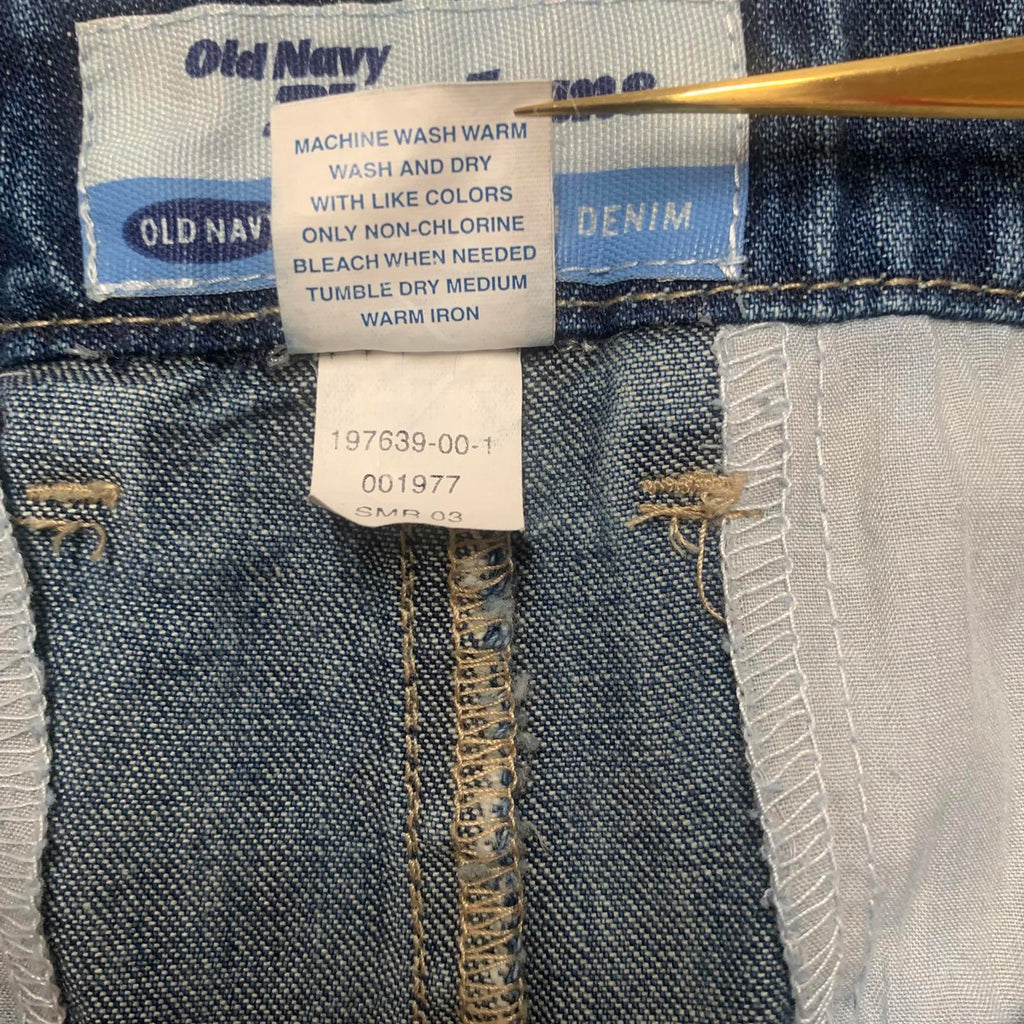 Old Navy
MACHINE WASH WARM
WASH AND DRY
WITH LIKE COLORS
ONLY NON-CHLORINE
BLEACH WHEN NEEDED
TUMBLE DRY MEDIUM
WARM IRON
OLD NAVY
DENIM
197639-00-1
001977
SMR 03